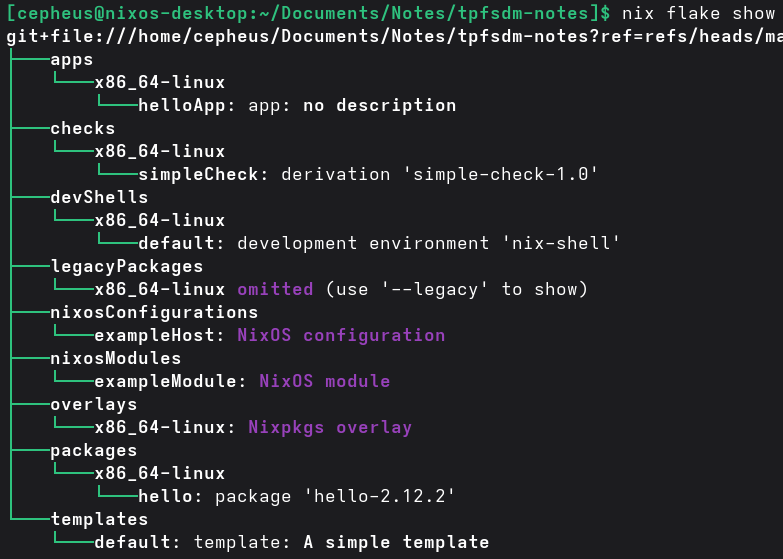 [cepheus@nixos-desktop:~/Documents/Notes/tpfsdm-notes]$ nix flake show
git+file:///home/cepheus/Documents/Notes/tpfsdm-notes?ref=refs/heads/ma
├───apps
│   └───x86_64-linux
│       └───helloApp: app: no description
├───checks
│   └───x86_64-linux
│       └───simpleCheck: derivation 'simple-check-1.0'
├───devShells
│   └───x86_64-linux
│       └───default: development environment 'nix-shell'
├───legacyPackages
│   └───x86_64-linux omitted (use '--legacy' to show)
├───nixosConfigurations
│   └───exampleHost: NixOS configuration
├───nixosModules
│   └───exampleModule: NixOS module
├───overlays
│   └───x86_64-linux: Nixpkgs overlay
├───packages
│   └───x86_64-linux
│       └───hello: package 'hello-2.12.2'
└───templates
    └───default: template: A simple template